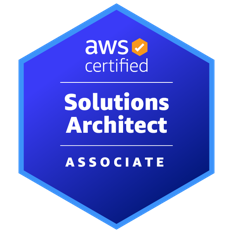 aws
certified
Solutions
Architect
ASSOCIATE